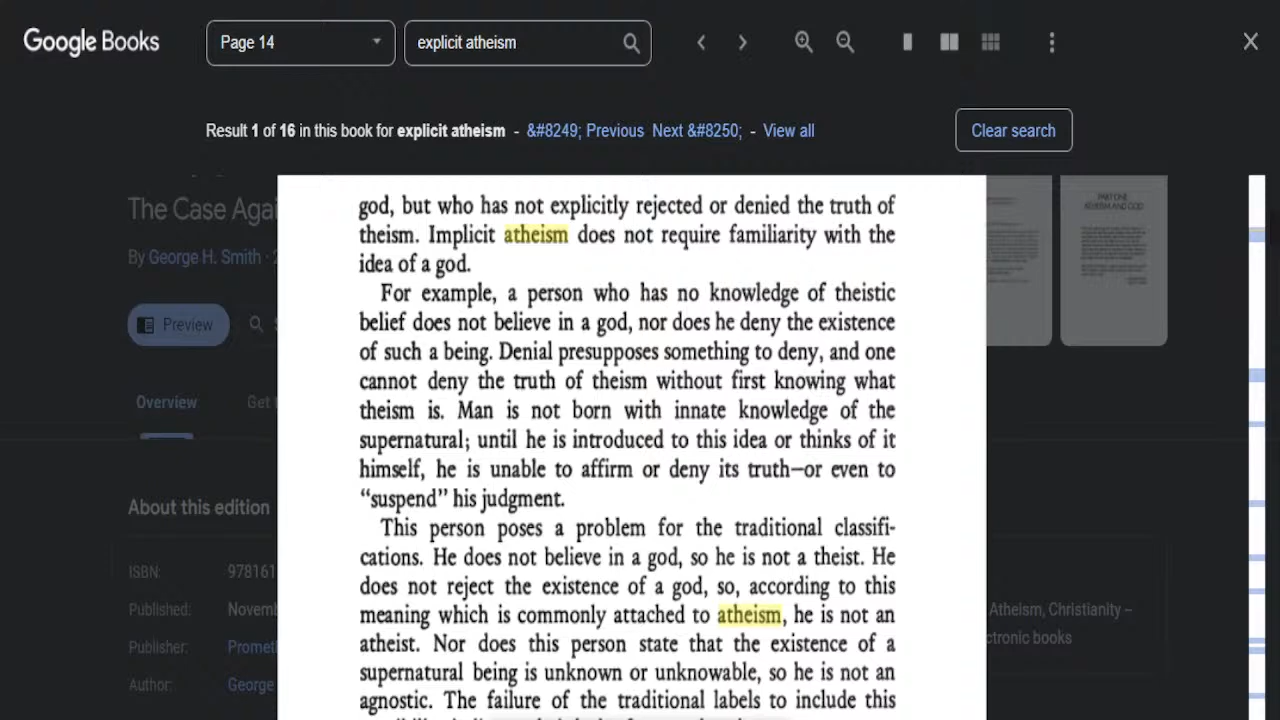 Google Books
Page 14
explicit atheism
Result 1 of 16 in this book for explicit atheism - &#8249; Previous Next &#8250; - View all
Clear search
The Case Agai
By George H. Smith ·
Preview
Overview
Get
About this edition
ISBN: 978161
Published: Novemb
Publisher: Prometh
Author: George
god, but who has not explicitly rejected or denied the truth of
theism. Implicit atheism does not require familiarity with the
idea of a god.
For example, a person who has no knowledge of theistic
belief does not believe in a god, nor does he deny the existence
of such a being. Denial presupposes something to deny, and one
cannot deny the truth of theism without first knowing what
theism is. Man is not born with innate knowledge of the
supernatural; until he is introduced to this idea or thinks of it
himself, he is unable to affirm or deny its truth—or even to
“suspend” his judgment.
This person poses a problem for the traditional classifi-
cations. He does not believe in a god, so he is not a theist. He
does not reject the existence of a god, so, according to this
meaning which is commonly attached to atheism, he is not an
atheist. Nor does this person state that the existence of a
supernatural being is unknown or unknowable, so he is not an
agnostic. The failure of the traditional labels to include this
PART ONE
ATHEISM AND GOD
Atheism, Christianity –
ctronic books